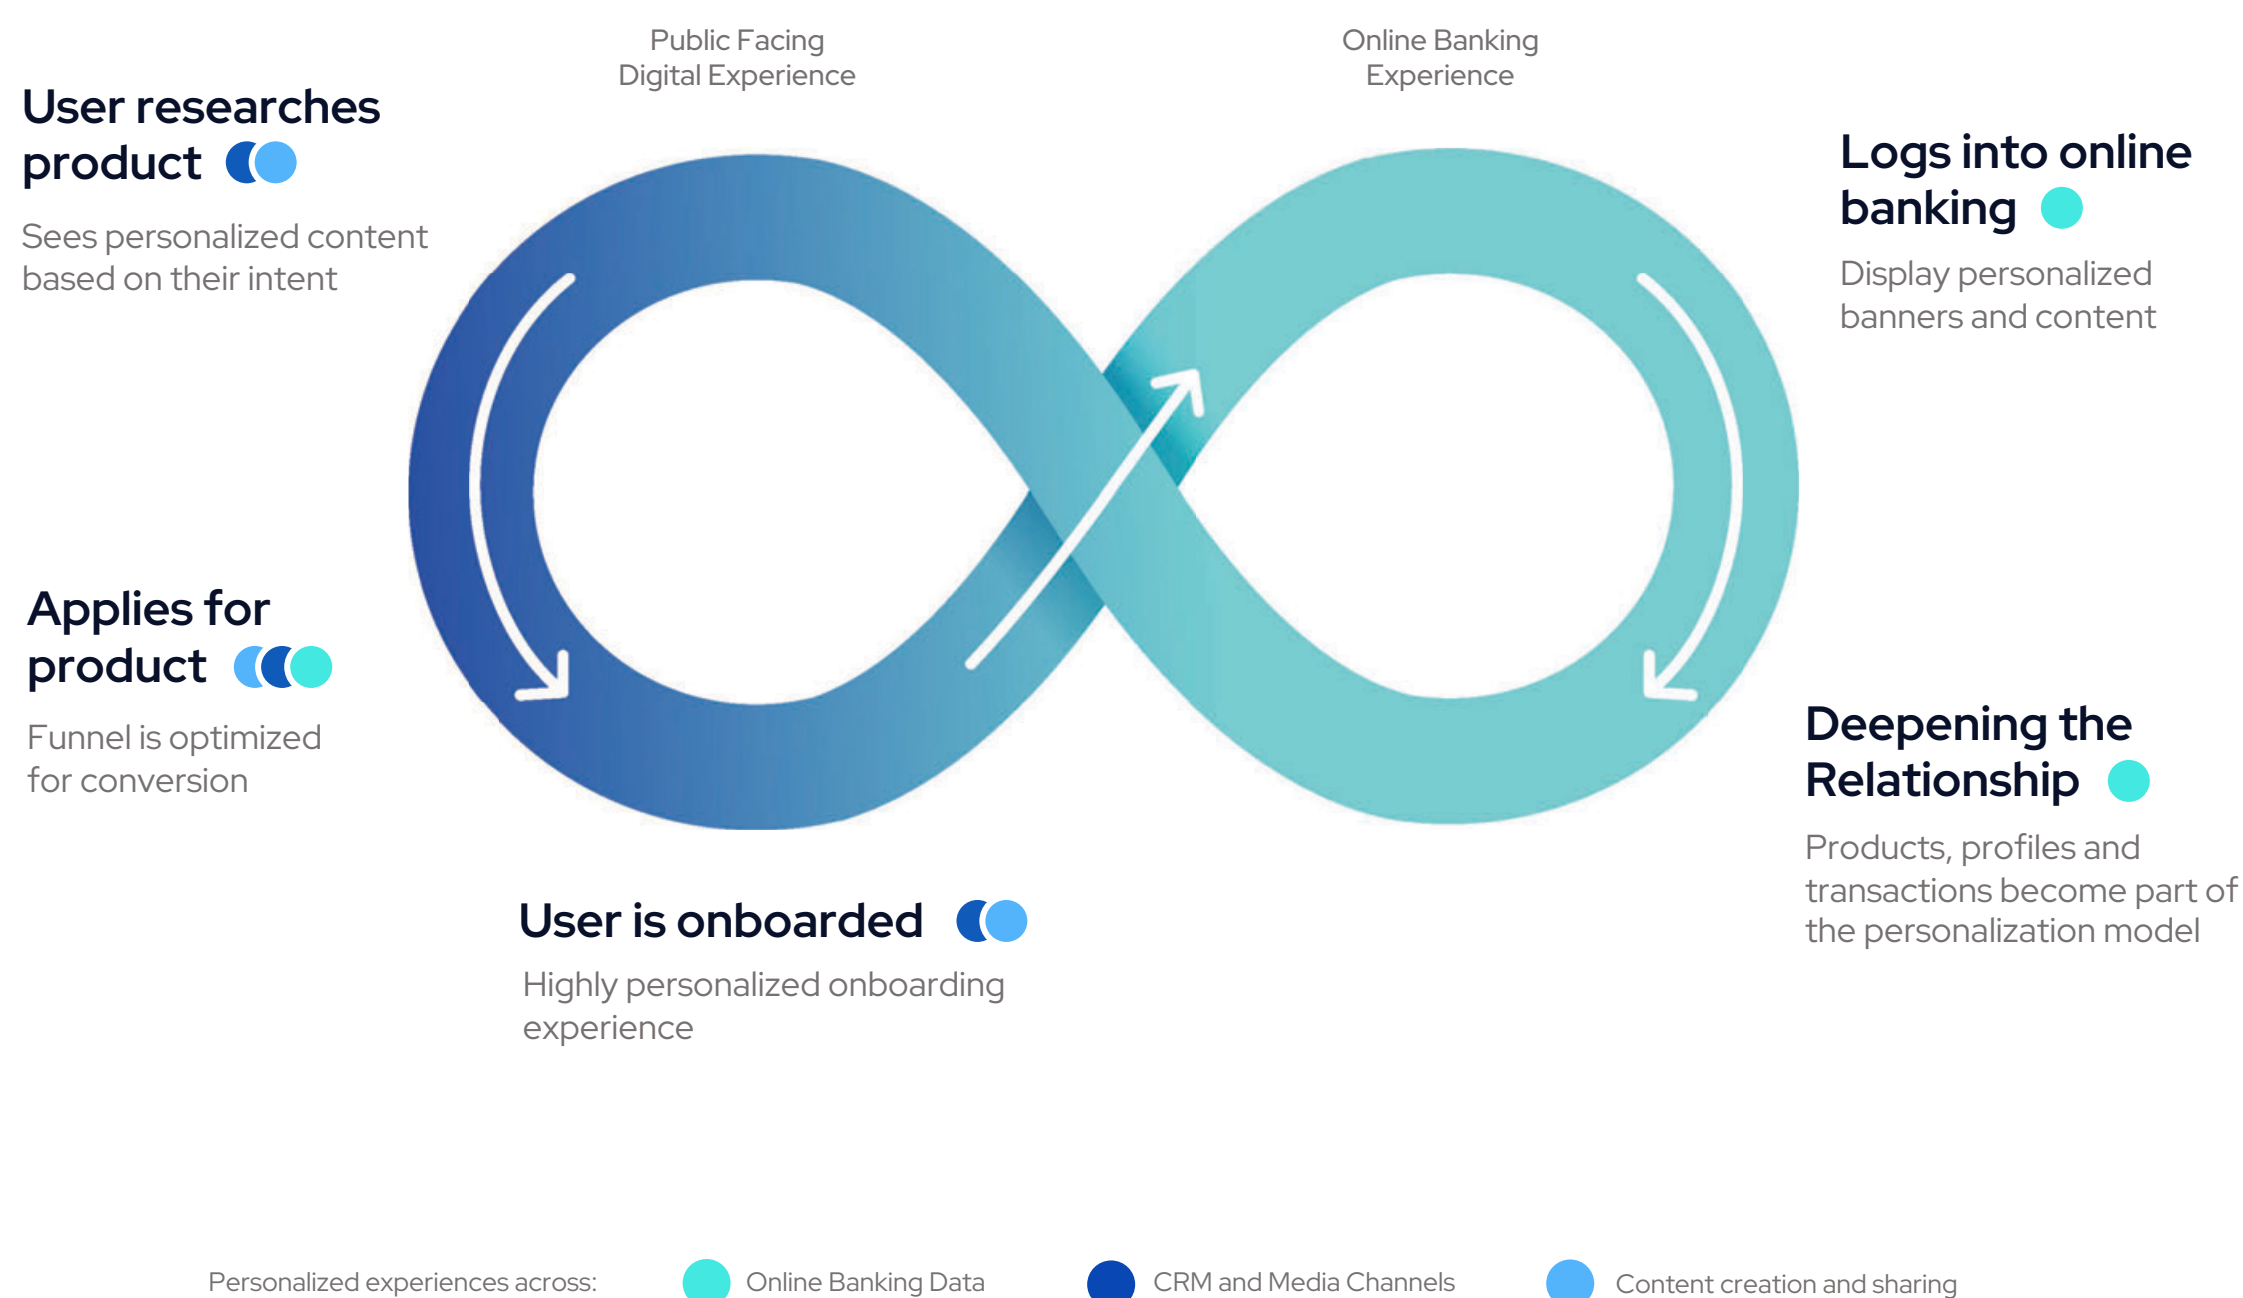 Public Facing
Digital Experience
Online Banking
Experience
User researches
product
Sees personalized content
based on their intent
Logs into online
banking
Display personalized
banners and content
Applies for
product
Funnel is optimized
for conversion
Deepening the
Relationship
Products, profiles and
transactions become part of
the personalization model
User is onboarded
Highly personalized onboarding
experience
Personalized experiences across:
Online Banking Data
CRM and Media Channels
Content creation and sharing